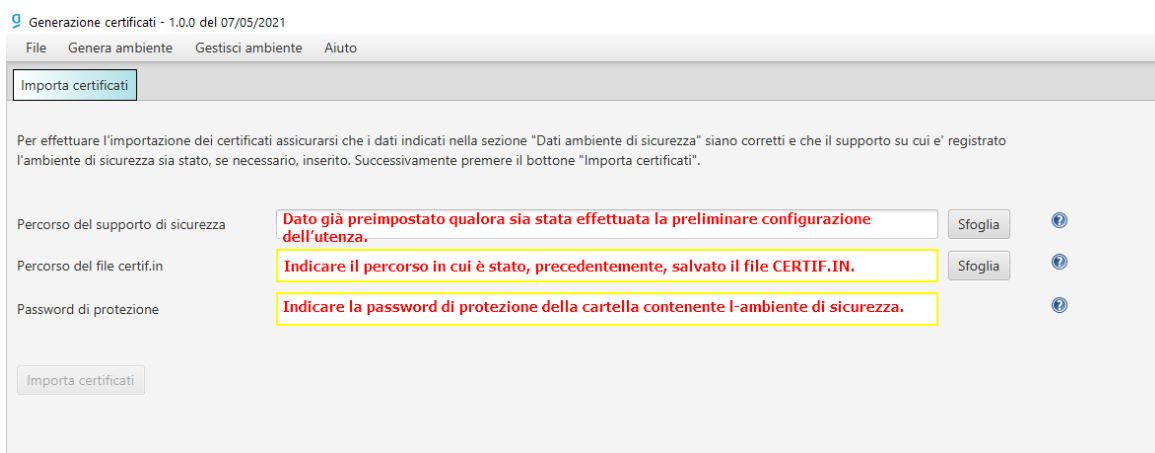 Generazione certificati - 1.0.0 del 07/05/2021
File Genera ambiente Gestisci ambiente Aiuto
Importa certificati
Per effettuare l'importazione dei certificati assicurarsi che i dati indicati nella sezione "Dati ambiente di sicurezza" siano corretti e che il supporto su cui e' registrato
l'ambiente di sicurezza sia stato, se necessario, inserito. Successivamente premere il bottone "Importa certificati".
Percorso del supporto di sicurezza
Dato già preimpostato qualora sia stata effettuata la preliminare configurazione
dell'utenza.
Sfoglia
Percorso del file certif.in
Indicare il percorso in cui è stato, precedentemente, salvato il file CERTIF.IN.
Sfoglia
Password di protezione
Indicare la password di protezione della cartella contenente l-ambiente di sicurezza.
Importa certificati